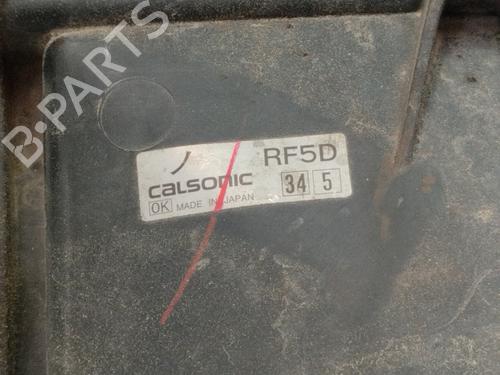 RF5D
calsonic
34 5
OK MADE IN JAPAN
B-PARTS